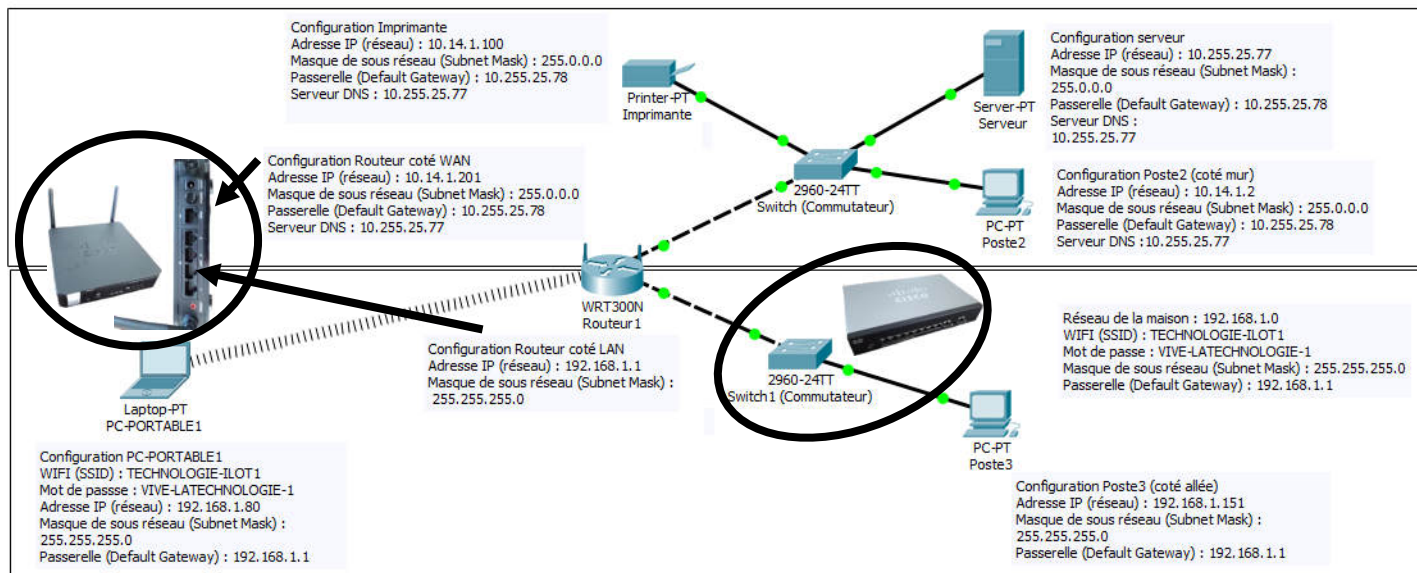 Configuration Imprimante
Adresse IP (réseau) : 10.14.1.100
Masque de sous réseau (Subnet Mask) : 255.0.0.0
Passerelle (Default Gateway) : 10.255.25.78
Serveur DNS : 10.255.25.77
Printer-PT
Imprimante
Server-PT
Serveur
Configuration serveur
Adresse IP (réseau) : 10.255.25.77
Masque de sous réseau (Subnet Mask) :
255.0.0.0
Passerelle (Default Gateway) : 10.255.25.78
Serveur DNS :
10.255.25.77
Configuration Routeur coté WAN
Adresse IP (réseau) : 10.14.1.201
Masque de sous réseau (Subnet Mask) : 255.0.0.0
Passerelle (Default Gateway) : 10.255.25.78
Serveur DNS : 10.255.25.77
2960-24TT
Switch (Commutateur)
PC-PT
Poste2
Configuration Poste2 (coté mur)
Adresse IP (réseau) : 10.14.1.2
Masque de sous réseau (Subnet Mask) : 255.0.0.0
Passerelle (Default Gateway) : 10.255.25.78
Serveur DNS :10.255.25.77
WRT300N
Routeur1
Configuration Routeur coté LAN
Adresse IP (réseau) : 192.168.1.1
Masque de sous réseau (Subnet Mask) :
255.255.255.0
CISCO
2960-24TT
Switch1 (Commutateur)
Réseau de la maison : 192.168.1.0
WIFI (SSID) : TECHNOLOGIE-ILOT1
Mot de passe : VIVE-LATECHNOLOGIE-1
Masque de sous réseau (Subnet Mask) : 255.255.255.0
Passerelle (Default Gateway) : 192.168.1.1
Laptop-PT
PC-PORTABLE1
PC-PT
Poste3
Configuration PC-PORTABLE1
WIFI (SSID) : TECHNOLOGIE-ILOT1
Mot de passse : VIVE-LATECHNOLOGIE-1
Adresse IP (réseau) : 192.168.1.80
Masque de sous réseau (Subnet Mask) :
255.255.255.0
Passerelle (Default Gateway) : 192.168.1.1
Configuration Poste3 (coté allée)
Adresse IP (réseau) : 192.168.1.151
Masque de sous réseau (Subnet Mask) :
255.255.255.0
Passerelle (Default Gateway) : 192.168.1.1